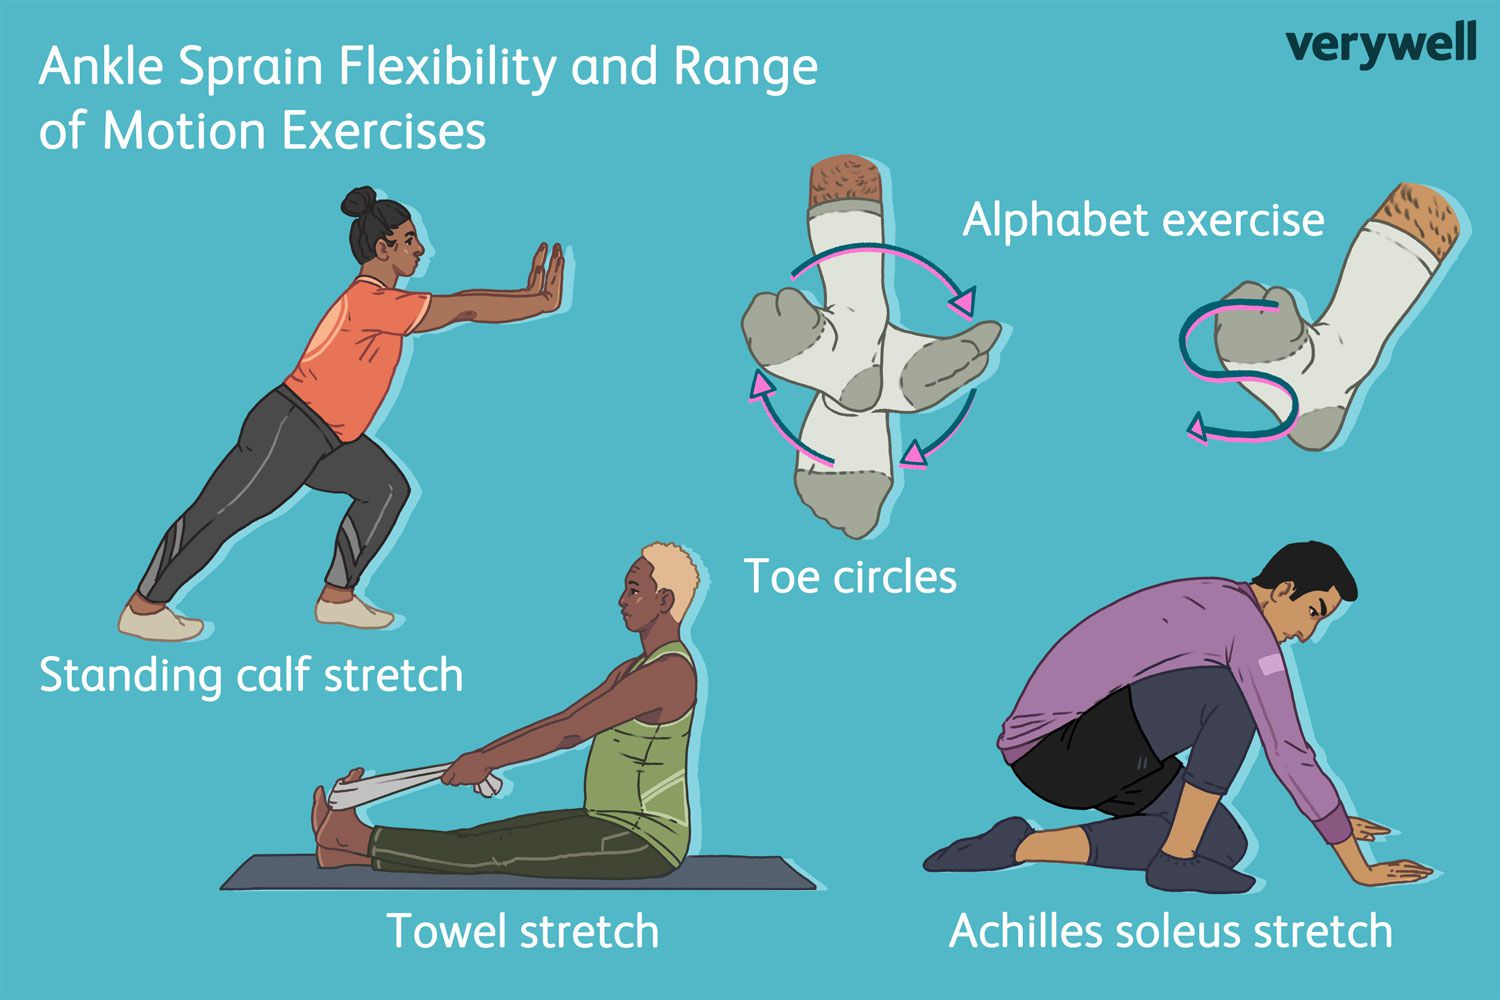 Ankle Sprain Flexibility and Range
of Motion Exercises
verywell
Alphabet exercise
Toe circles
Standing calf stretch
Towel stretch
Achilles soleus stretch